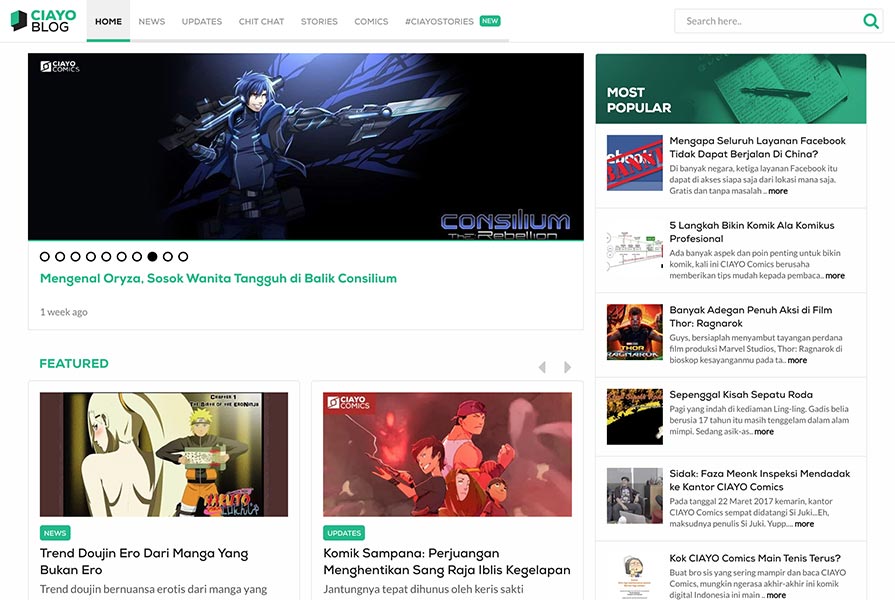 CIAYO
BLOG
HOME
NEWS
UPDATES
CHIT CHAT
STORIES
COMICS
#CIAYOSTORIES
NEW
Search here..
CIAYO
COMICS
CONSILIUM
The Rebellion
Mengenal Oryza, Sosok Wanita Tangguh di Balik Consilium
1 week ago
FEATURED
Chapter 1
The Birth of the EroNinja
NARUTO
NEWS
Trend Doujin Ero Dari Manga Yang
Bukan Ero
Trend doujin bernuansa erotis dari manga yang
CIAYO
COMICS
UPDATES
Komik Sampana: Perjuangan
Menghentikan Sang Raja Iblis Kegelapan
Jantungnya tepat dihunus oleh keris sakti
MOST
POPULAR
Mengapa Seluruh Layanan Facebook
Tidak Dapat Berjalan Di China?
Di banyak negara, ketiga layanan Facebook itu
dapat di akses siapa saja dari lokasi mana saja.
Gratis dan tanpa masalah .. more
5 Langkah Bikin Komik Ala Komikus
Profesional
Ada banyak aspek dan poin penting untuk bikin
komik, kali ini CIAYO Comics berusaha
memberikan tips mudah kepada pembaca.. more
THOR
RAGNAROK
Banyak Adegan Penuh Aksi di Film
Thor: Ragnarok
Guys, bersiaplah menyambut tayangan perdana
film produksi Marvel Studios, Thor: Ragnarok di
bioskop kesayanganmu pada ta.. more
Sepenggal Kisah Sepatu Roda
Pagi yang indah di kediaman Ling-ling. Gadis belia
berusia 17 tahun itu masih tenggelam dalam alam
mimpi. Sedang asik-as.. more
Sidak: Faza Meonk Inspeksi Mendadak
ke Kantor CIAYO Comics
Pada tanggal 22 Maret 2017 kemarin, kantor
CIAYO Comics sempat didatangi Si Juki...Eh,
maksudnya penulis Si Juki. Yupp.... more
Kok CIAYO Comics Main Tenis Terus?
Buat bro sis yang sering mampir dan baca CIAYO
Comics, mungkin ngerasa akhir-akhir ini komik
digital Indonesia ini main .. more